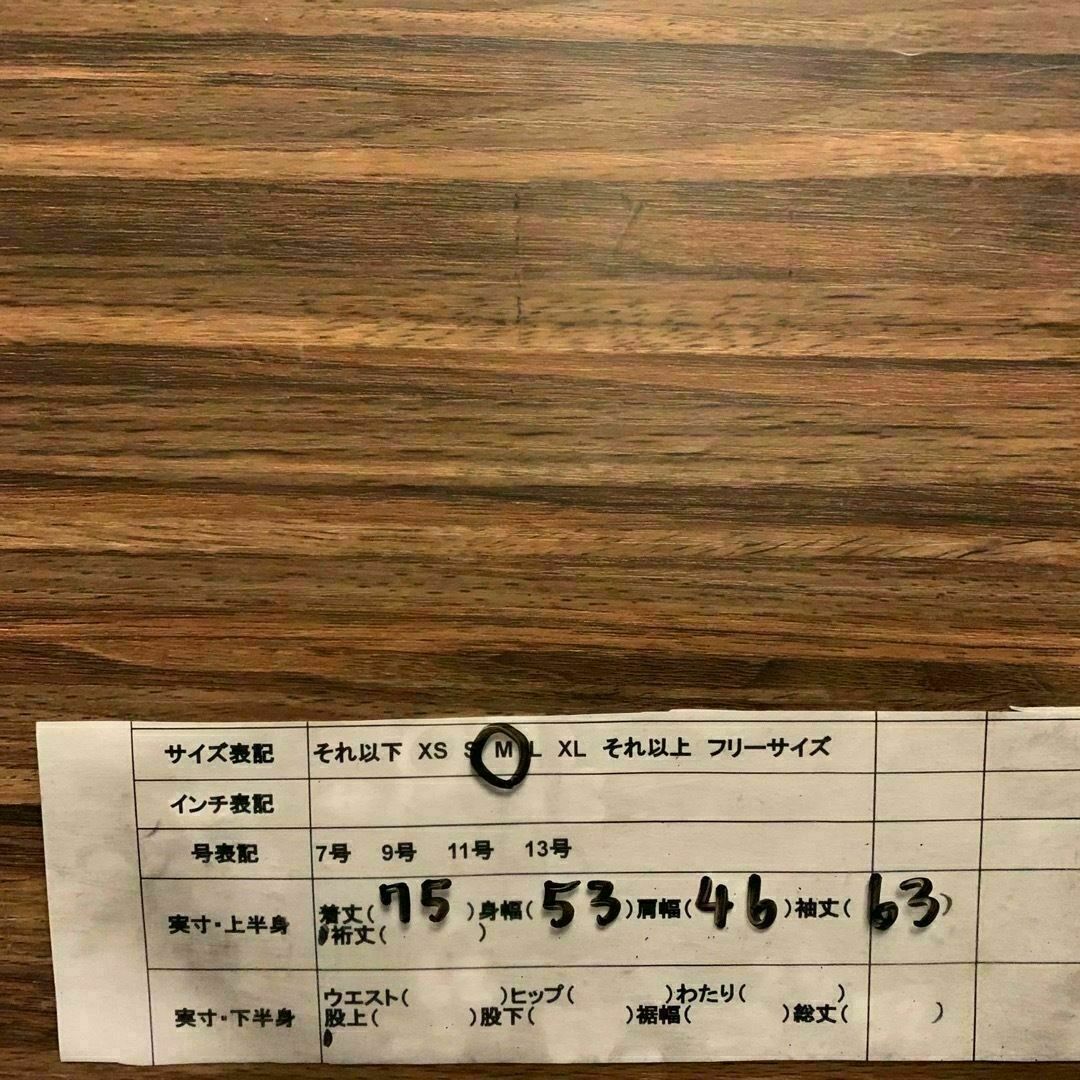 サイズ表記 それ以下 XS S M L XL それ以上 フリーサイズ
インチ表記
号表記 7号 9号 11号 13号
実寸・上半身 着丈(75)身幅(53)肩幅(46)袖丈(63)
裄丈( )
実寸・下半身 ウエスト( )ヒップ( )わたり( )
股上( )股下( )裾幅( )総丈( )